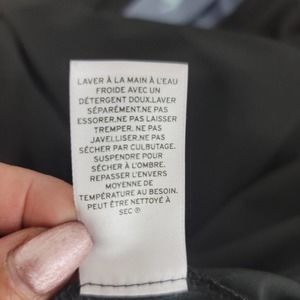 LAVER À LA MAIN À L'EAU
FROIDE AVEC UN
DÉTERGENT DOUX.LAVER
SÉPARÉMENT.NE PAS
ESSORER.NE PAS LAISSER
TREMPER. NE PAS
JAVELLISER.NE PAS
SÉCHER PAR CULBUTAGE.
SUSPENDRE POUR
SÉCHER À L'OMBRE.
REPASSER L'ENVERS
MOYENNE DE
TEMPÉRATURE AU BESOIN.
PEUT ÊTRE NETTOYÉ À
SEC Ⓟ